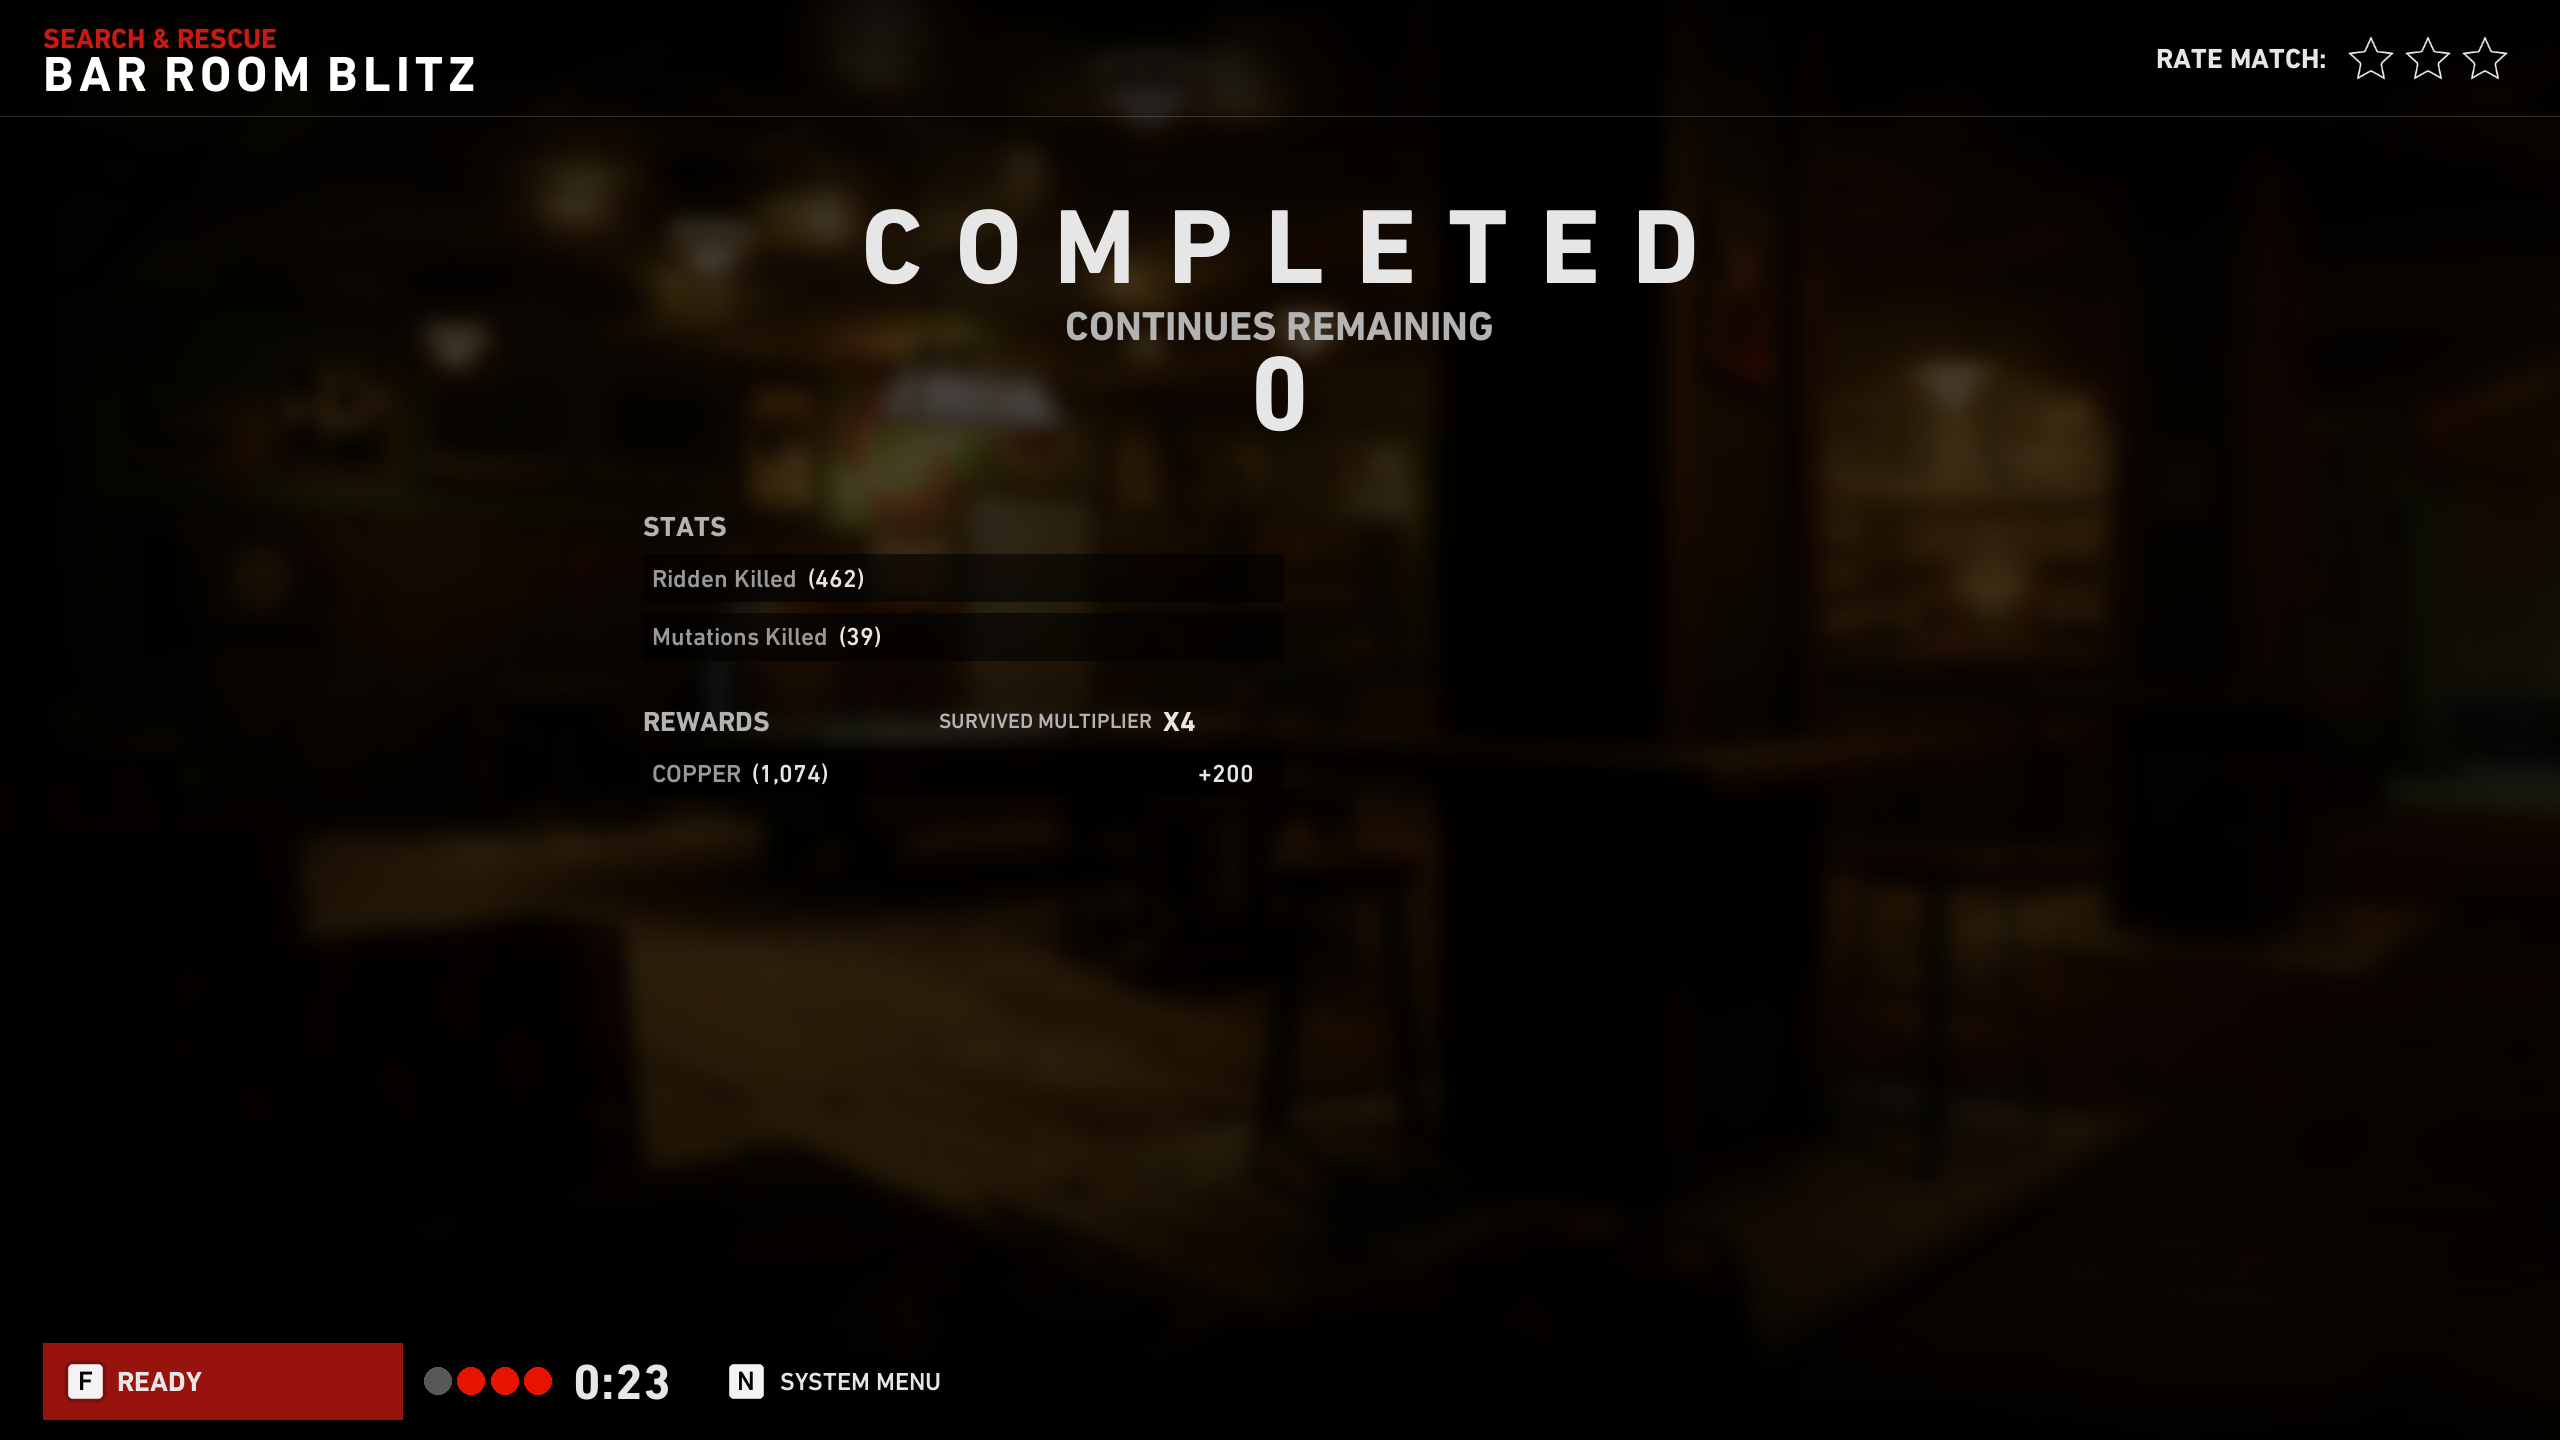 SEARCH & RESCUE
BAR ROOM BLITZ
RATE MATCH:
COMPLETED
CONTINUES REMAINING
0
STATS
Ridden Killed (462)
Mutations Killed (39)
REWARDS SURVIVED MULTIPLIER X4
COPPER (1,074) +200
F READY 0:23 N SYSTEM MENU